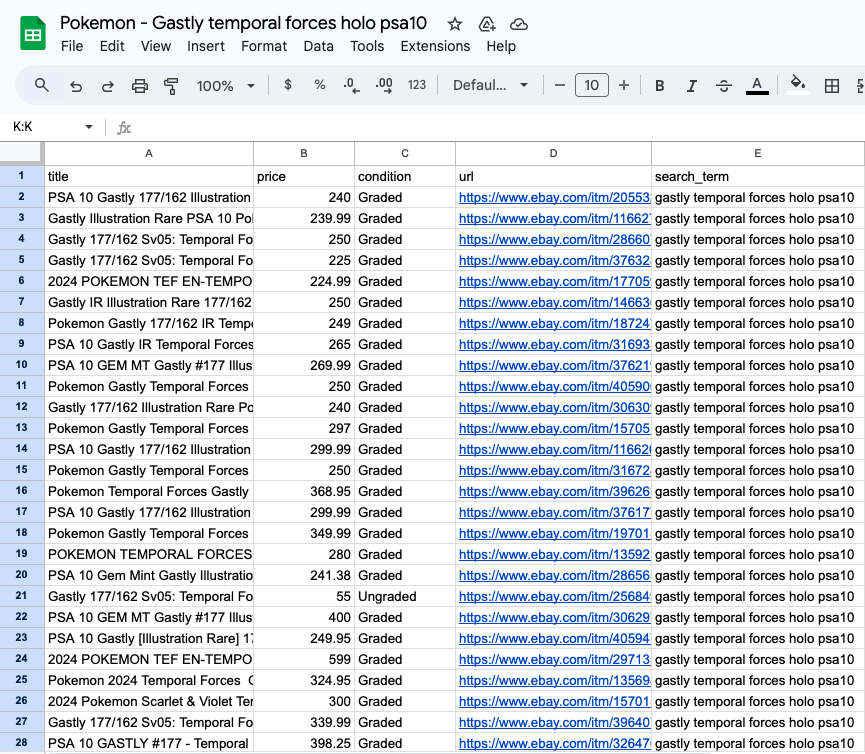 Pokemon - Gastly temporal forces holo psa10
File Edit View Insert Format Data Tools Extensions Help
100% $ % .0 .00 123 Defaul... 10 B I A
K:K fx
A B C D E
1 title price condition url search_term
2 PSA 10 Gastly 177/162 Illustration 240 Graded https://www.ebay.com/itm/20553 gastly temporal forces holo psa10
3 Gastly Illustration Rare PSA 10 Pol 239.99 Graded https://www.ebay.com/itm/11662 gastly temporal forces holo psa10
4 Gastly 177/162 Sv05: Temporal Fo 250 Graded https://www.ebay.com/itm/28660 gastly temporal forces holo psa10
5 Gastly 177/162 Sv05: Temporal Fo 225 Graded https://www.ebay.com/itm/37632 gastly temporal forces holo psa10
6 2024 POKEMON TEF EN-TEMPO 224.99 Graded https://www.ebay.com/itm/17705 gastly temporal forces holo psa10
7 Gastly IR Illustration Rare 177/162 250 Graded https://www.ebay.com/itm/14663 gastly temporal forces holo psa10
8 Pokemon Gastly 177/162 IR Temp 249 Graded https://www.ebay.com/itm/18724 gastly temporal forces holo psa10
9 PSA 10 Gastly IR Temporal Forces 265 Graded https://www.ebay.com/itm/31693 gastly temporal forces holo psa10
10 PSA 10 GEM MT Gastly #177 Illus 269.99 Graded https://www.ebay.com/itm/37621 gastly temporal forces holo psa10
11 Pokemon Gastly Temporal Forces 250 Graded https://www.ebay.com/itm/40590 gastly temporal forces holo psa10
12 Gastly 177/162 Illustration Rare Po 240 Graded https://www.ebay.com/itm/30630 gastly temporal forces holo psa10
13 Pokemon Gastly Temporal Forces 297 Graded https://www.ebay.com/itm/15705 gastly temporal forces holo psa10
14 PSA 10 Gastly 177/162 Illustration 299.99 Graded https://www.ebay.com/itm/11662 gastly temporal forces holo psa10
15 Pokemon Gastly Temporal Forces 250 Graded https://www.ebay.com/itm/31672 gastly temporal forces holo psa10
16 Pokemon Temporal Forces Gastly 368.95 Graded https://www.ebay.com/itm/39626 gastly temporal forces holo psa10
17 PSA 10 Gastly 177/162 Illustration 299.99 Graded https://www.ebay.com/itm/37617 gastly temporal forces holo psa10
18 Pokemon Gastly Temporal Forces 349.99 Graded https://www.ebay.com/itm/19701 gastly temporal forces holo psa10
19 POKEMON TEMPORAL FORCES 280 Graded https://www.ebay.com/itm/13592 gastly temporal forces holo psa10
20 PSA 10 Gem Mint Gastly Illustratio 241.38 Graded https://www.ebay.com/itm/28656 gastly temporal forces holo psa10
21 Gastly 177/162 Sv05: Temporal Fo 55 Ungraded https://www.ebay.com/itm/25684 gastly temporal forces holo psa10
22 PSA 10 GEM MT Gastly #177 Illus 400 Graded https://www.ebay.com/itm/30629 gastly temporal forces holo psa10
23 PSA 10 Gastly [Illustration Rare] 17 249.95 Graded https://www.ebay.com/itm/40594 gastly temporal forces holo psa10
24 2024 POKEMON TEF EN-TEMPO 599 Graded https://www.ebay.com/itm/29713 gastly temporal forces holo psa10
25 Pokemon 2024 Temporal Forces 324.95 Graded https://www.ebay.com/itm/13569 gastly temporal forces holo psa10
26 2024 Pokemon Scarlet & Violet Ter 300 Graded https://www.ebay.com/itm/15701 gastly temporal forces holo psa10
27 Gastly 177/162 Sv05: Temporal Fo 339.99 Graded https://www.ebay.com/itm/39640 gastly temporal forces holo psa10
28 PSA 10 GASTLY #177 - Temporal 398.25 Graded https://www.ebay.com/itm/32647 gastly temporal forces holo psa10